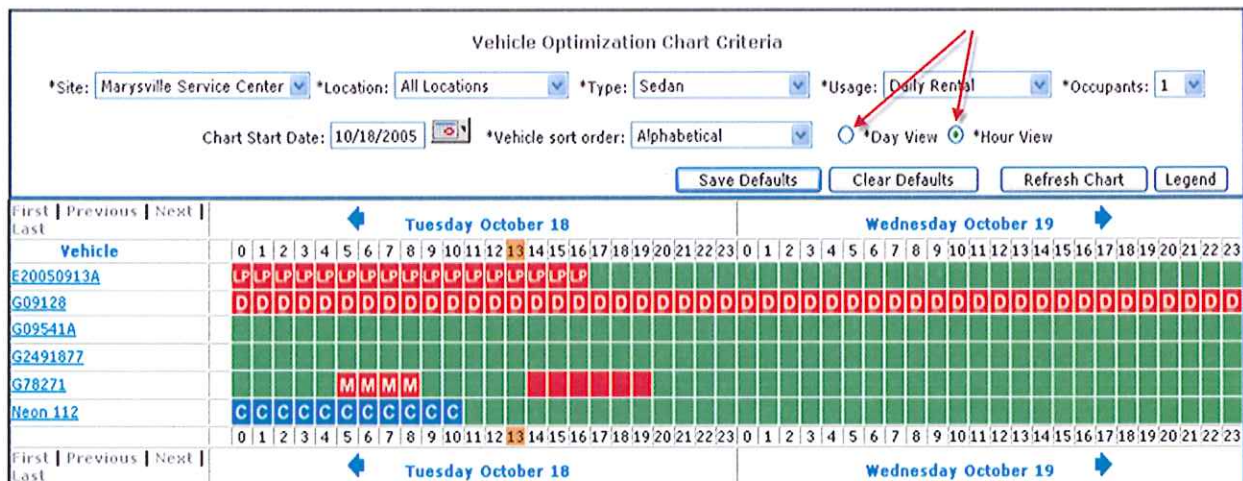 Vehicle Optimization Chart Criteria
*Site: Marysville Service Center *Location: All Locations *Type: Sedan *Usage: Daily Rental *Occupants: 1
Chart Start Date: 10/18/2005 *Vehicle sort order: Alphabetical *Day View *Hour View
Save Defaults Clear Defaults Refresh Chart Legend
First | Previous | Next |
Last
Tuesday October 18 Wednesday October 19
Vehicle 0 1 2 3 4 5 6 7 8 9 10 11 12 13 14 15 16 17 18 19 20 21 22 23 0 1 2 3 4 5 6 7 8 9 10 11 12 13 14 15 16 17 18 19 20 21 22 23
E20050913A LP LP LP LP LP LP LP LP LP LP LP LP LP LP LP LP LP
G09128 D D D D D D D D D D D D D D D D D D D D D D D D D D D D D D D D D D D D D D D D D D D D D D D D
G09541A
G2491877
G78271 M M M M
Neon 112 C C C C C C C C C C C
0 1 2 3 4 5 6 7 8 9 10 11 12 13 14 15 16 17 18 19 20 21 22 23 0 1 2 3 4 5 6 7 8 9 10 11 12 13 14 15 16 17 18 19 20 21 22 23
First | Previous | Next |
Last
Tuesday October 18 Wednesday October 19